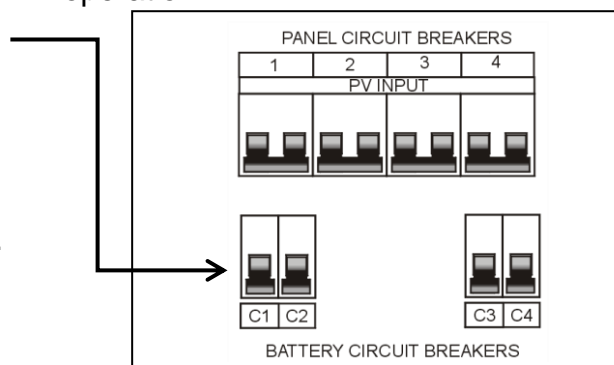 PANEL CIRCUIT BREAKERS
1 2 3 4
PV INPUT
C1 C2 C3 C4
BATTERY CIRCUIT BREAKERS